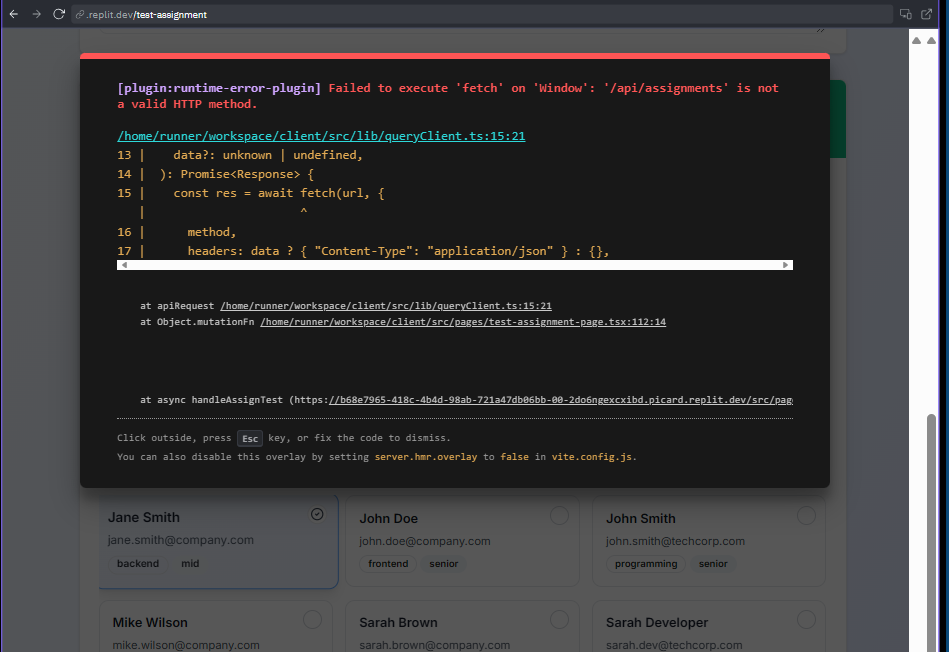 .replit.dev/test-assignment
[plugin:runtime-error-plugin] Failed to execute 'fetch' on 'Window': '/api/assignments' is not
a valid HTTP method.
/home/runner/workspace/client/src/lib/queryClient.ts:15:21
13 |    data?: unknown | undefined,
14 |  ): Promise<Response> {
15 |    const res = await fetch(url, {
   |                     ^
16 |      method,
17 |      headers: data ? { "Content-Type": "application/json" } : {},
at apiRequest /home/runner/workspace/client/src/lib/queryClient.ts:15:21
at Object.mutationFn /home/runner/workspace/client/src/pages/test-assignment-page.tsx:112:14
at async handleAssignTest (https://b68e7965-418c-4b4d-98ab-721a47db06bb-00-2do6ngexcxibd.picard.replit.dev/src/pag
Click outside, press Esc key, or fix the code to dismiss.
You can also disable this overlay by setting server.hmr.overlay to false in vite.config.js.
Jane Smith
jane.smith@company.com
backend mid
John Doe
john.doe@company.com
frontend senior
John Smith
john.smith@techcorp.com
programming senior
Mike Wilson
mike.wilson@company.com
Sarah Brown
sarah.brown@company.com
Sarah Developer
sarah.dev@techcorp.com